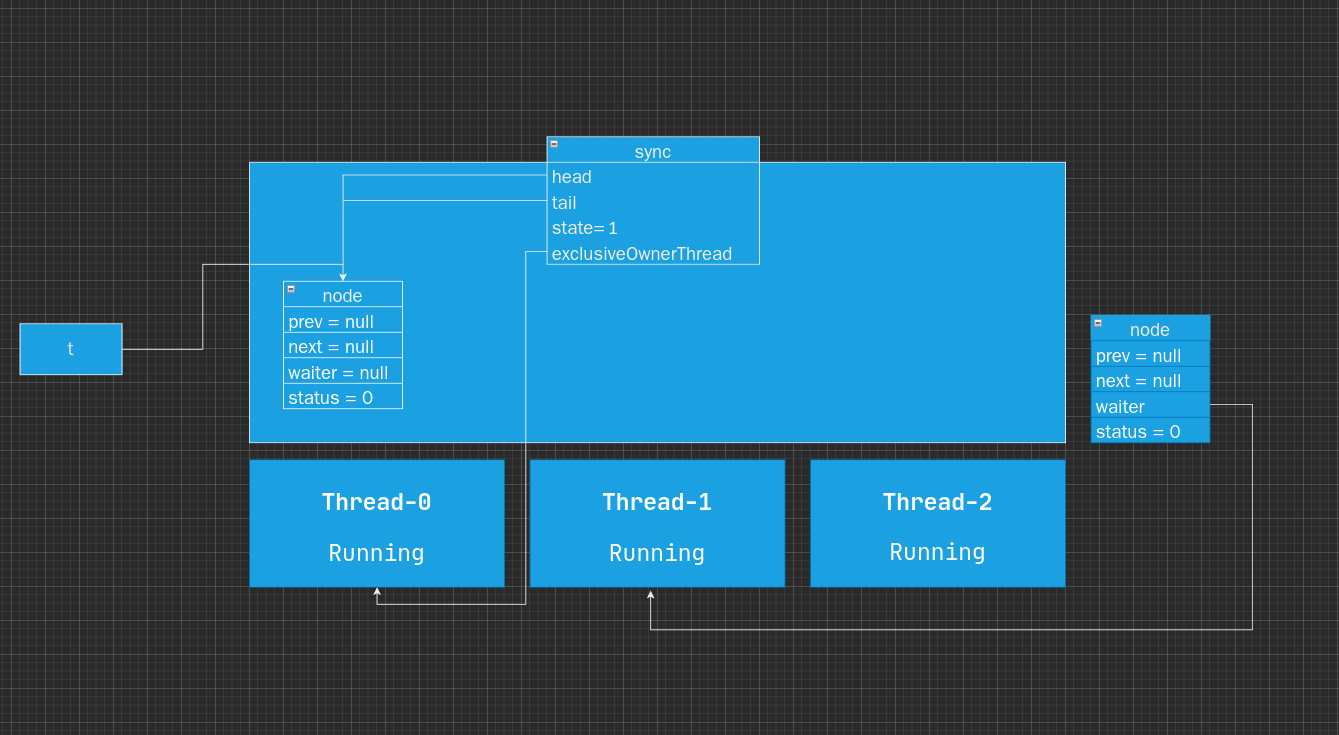 sync
head
tail
state= 1
exclusiveOwnerThread
node
prev = null
next = null
waiter = null
status = 0
t
node
prev = null
next = null
waiter
status = 0
Thread-0
Running
Thread-1
Running
Thread-2
Running